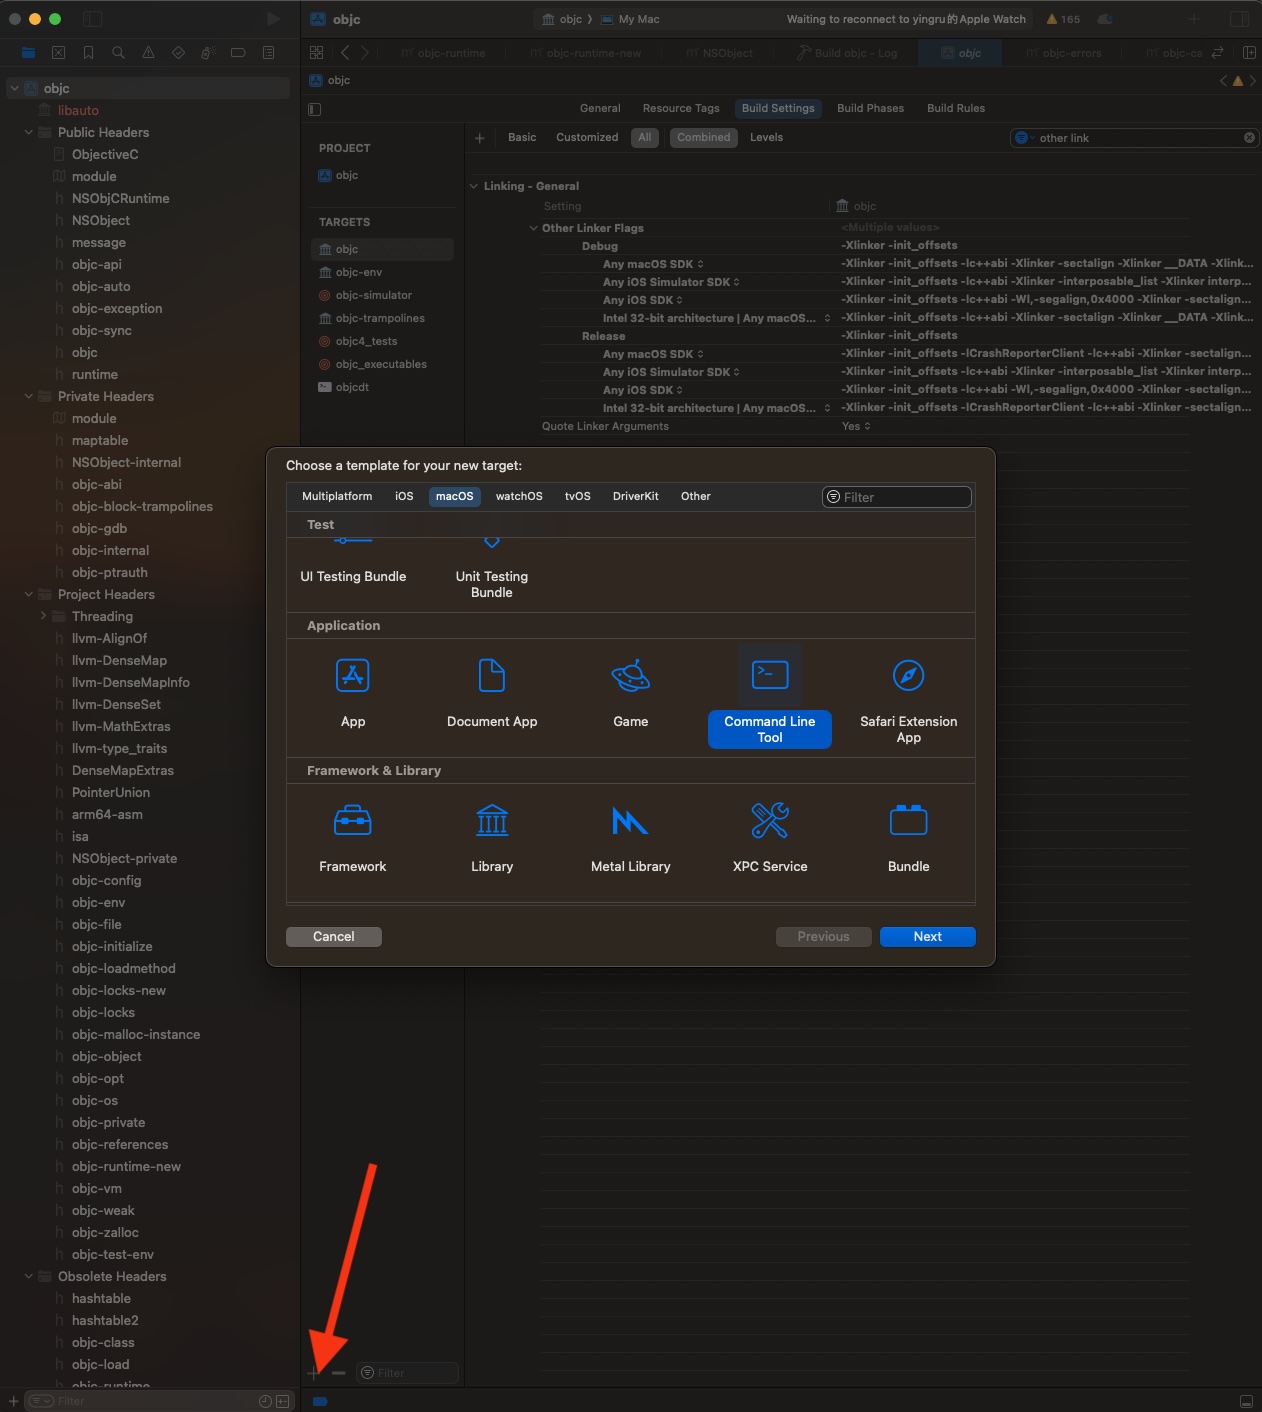 objc
objc 〉 My Mac
Waiting to reconnect to yingru的Apple Watch
165
objc-runtime
objc-runtime-new
NSObject
Build objc - Log
objc
objc-errors
objc-ca
objc
General
Resource Tags
Build Settings
Build Phases
Build Rules
Basic
Customized
All
Combined
Levels
other link
objc
libauto
Public Headers
ObjectiveC
module
NSObjCRuntime
NSObject
message
objc-api
objc-auto
objc-exception
objc-sync
objc
runtime
Private Headers
module
maptable
NSObject-internal
objc-abi
objc-block-trampolines
objc-gdb
objc-internal
objc-ptrauth
Project Headers
Threading
llvm-AlignOf
llvm-DenseMap
llvm-DenseMapInfo
llvm-DenseSet
llvm-MathExtras
llvm-type_traits
DenseMapExtras
PointerUnion
arm64-asm
isa
NSObject-private
objc-config
objc-env
objc-file
objc-initialize
objc-loadmethod
objc-locks-new
objc-locks
objc-malloc-instance
objc-object
objc-opt
objc-os
objc-private
objc-references
objc-runtime-new
objc-vm
objc-weak
objc-zalloc
objc-test-env
Obsolete Headers
hashtable
hashtable2
objc-class
objc-load
objc-runtime
Filter
PROJECT
objc
TARGETS
objc
objc-env
objc-simulator
objc-trampolines
objc4_tests
objc_executables
objcdt
Filter
Linking - General
Setting
objc
Other Linker Flags
<Multiple values>
Debug
-Xlinker -init_offsets
Any macOS SDK
-Xlinker -init_offsets -lc++abi -Xlinker -sectalign -Xlinker __DATA -Xlink...
Any iOS Simulator SDK
-Xlinker -init_offsets -lc++abi -Xlinker -interposable_list -Xlinker interp...
Any iOS SDK
-Xlinker -init_offsets -lc++abi -Wl,-segalign,0x4000 -Xlinker -sectalign...
Intel 32-bit architecture | Any macOS...
-Xlinker -init_offsets -lc++abi -Xlinker -sectalign -Xlinker __DATA -Xlink...
Release
-Xlinker -init_offsets
Any macOS SDK
-Xlinker -init_offsets -lCrashReporterClient -lc++abi -Xlinker -sectalign...
Any iOS Simulator SDK
-Xlinker -init_offsets -lc++abi -Xlinker -interposable_list -Xlinker interp...
Any iOS SDK
-Xlinker -init_offsets -lc++abi -Wl,-segalign,0x4000 -Xlinker -sectalign...
Intel 32-bit architecture | Any macOS...
-Xlinker -init_offsets -lCrashReporterClient -lc++abi -Xlinker -sectalign...
Quote Linker Arguments
Yes
Choose a template for your new target:
Multiplatform
iOS
macOS
watchOS
tvOS
DriverKit
Other
Filter
Test
UI Testing Bundle
Unit Testing
Bundle
Application
App
Document App
Game
Command Line
Tool
Safari Extension
App
Framework & Library
Framework
Library
Metal Library
XPC Service
Bundle
Cancel
Previous
Next